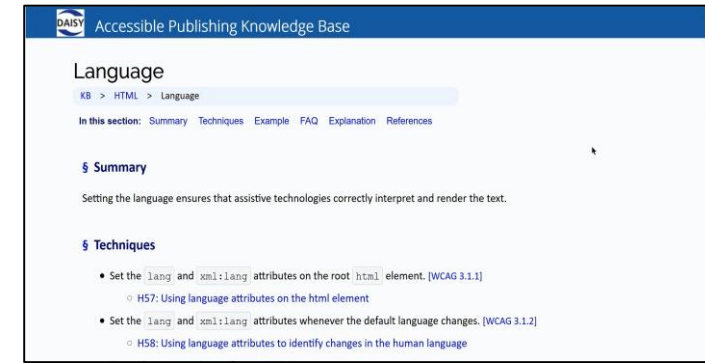 DAISY Accessible Publishing Knowledge Base
Language
KB > HTML > Language
In this section: Summary Techniques Example FAQ Explanation References
§ Summary
Setting the language ensures that assistive technologies correctly interpret and render the text.
§ Techniques
• Set the lang and xml:lang attributes on the root html element. [WCAG 3.1.1]
○ H57: Using language attributes on the html element
• Set the lang and xml:lang attributes whenever the default language changes. [WCAG 3.1.2]
○ H58: Using language attributes to identify changes in the human language